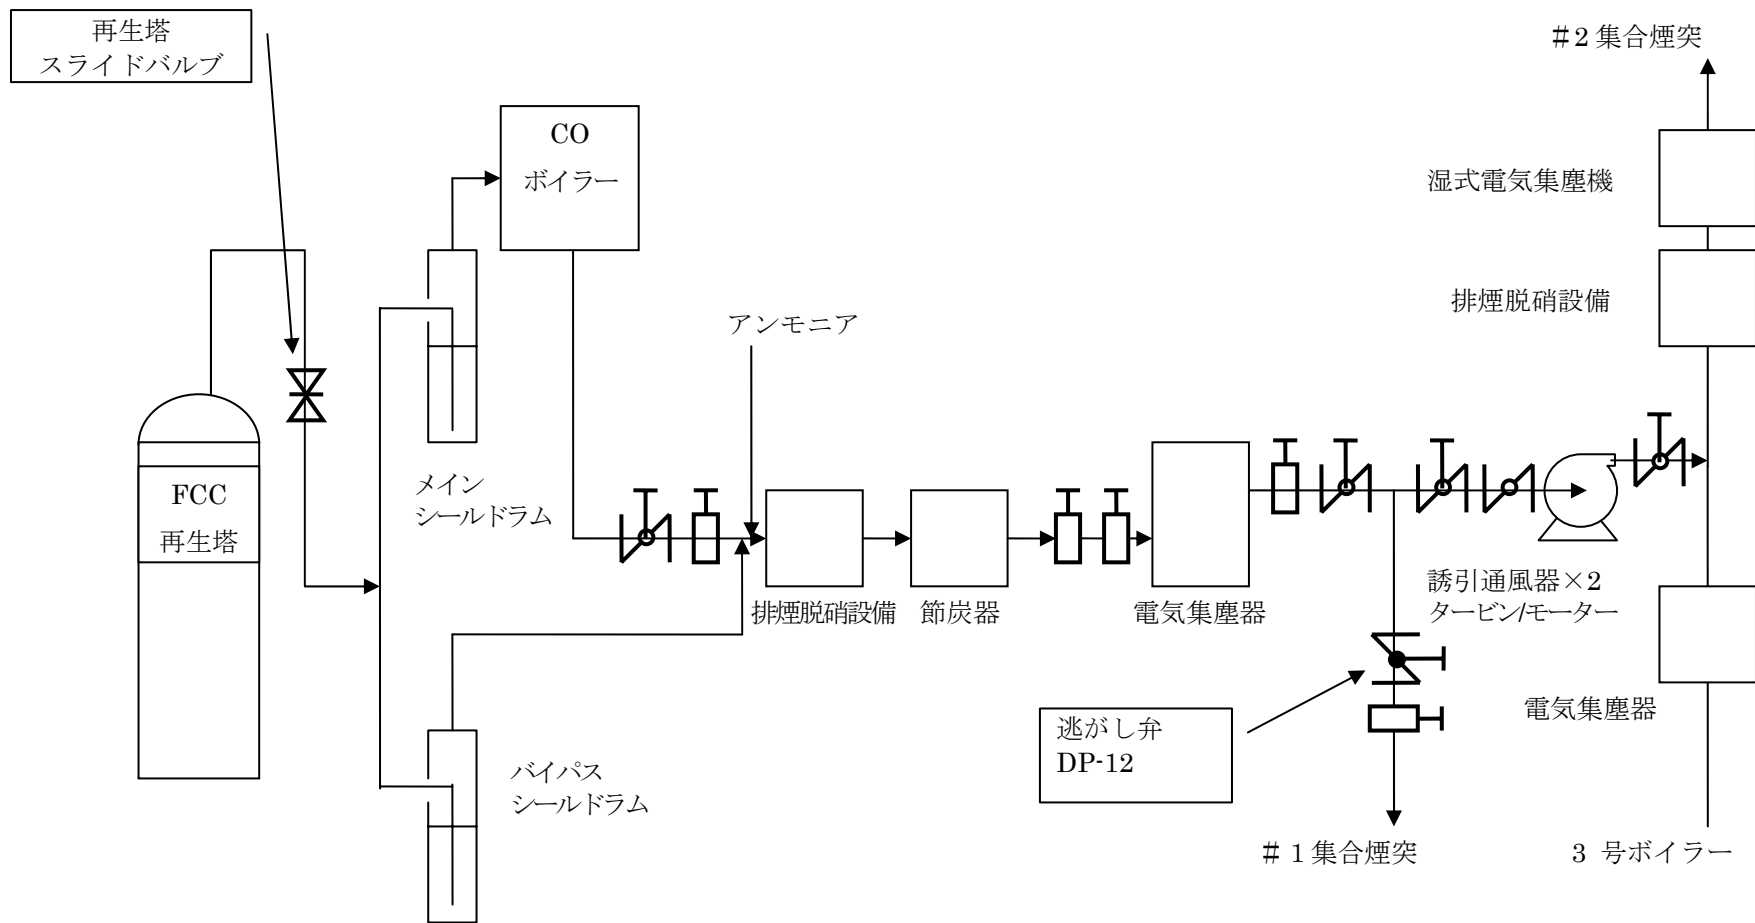 再生塔
スライドバルブ
#2集合煙突
CO
ボイラー
湿式電気集塵機
排煙脱硝設備
アンモニア
FCC
再生塔
メイン
シールドラム
排煙脱硝設備
節炭器
電気集塵器
誘引通風器×2
タービン/モーター
電気集塵器
逃がし弁
DP-12
バイパス
シールドラム
#1集合煙突
3 号ボイラー